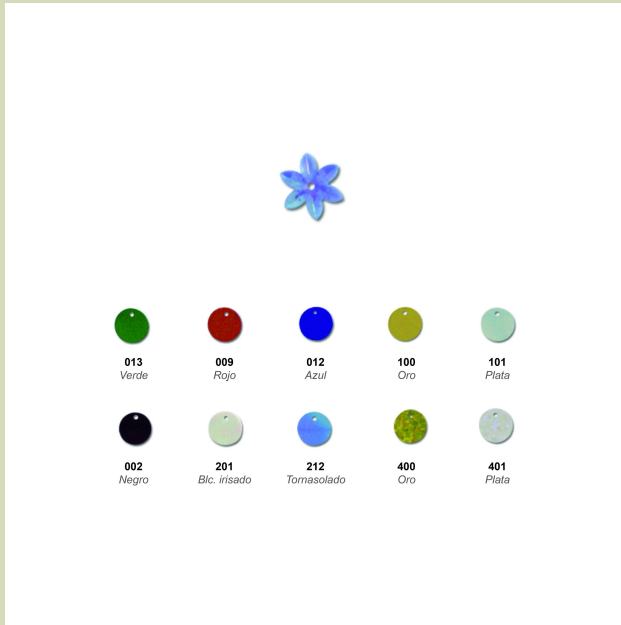 013 009 012 100 101
Verde Rojo Azul Oro Plata
002 201 212 400 401
Negro Blc. irisado Tornasolado Oro Plata